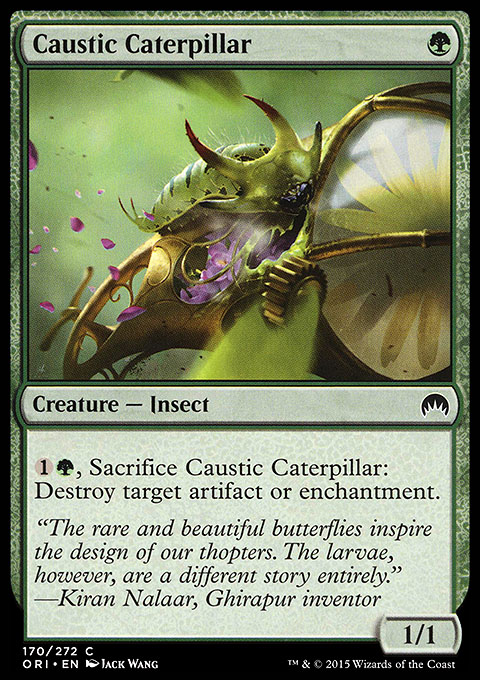 Caustic Caterpillar
Creature — Insect
1, Sacrifice Caustic Caterpillar:
Destroy target artifact or enchantment.
“The rare and beautiful butterflies inspire
the design of our thopters. The larvae,
however, are a different story entirely.”
—Kiran Nalaar, Ghirapur inventor
1/1
170/272 C
ORI • EN JACK WANG
™ & © 2015 Wizards of the Coast